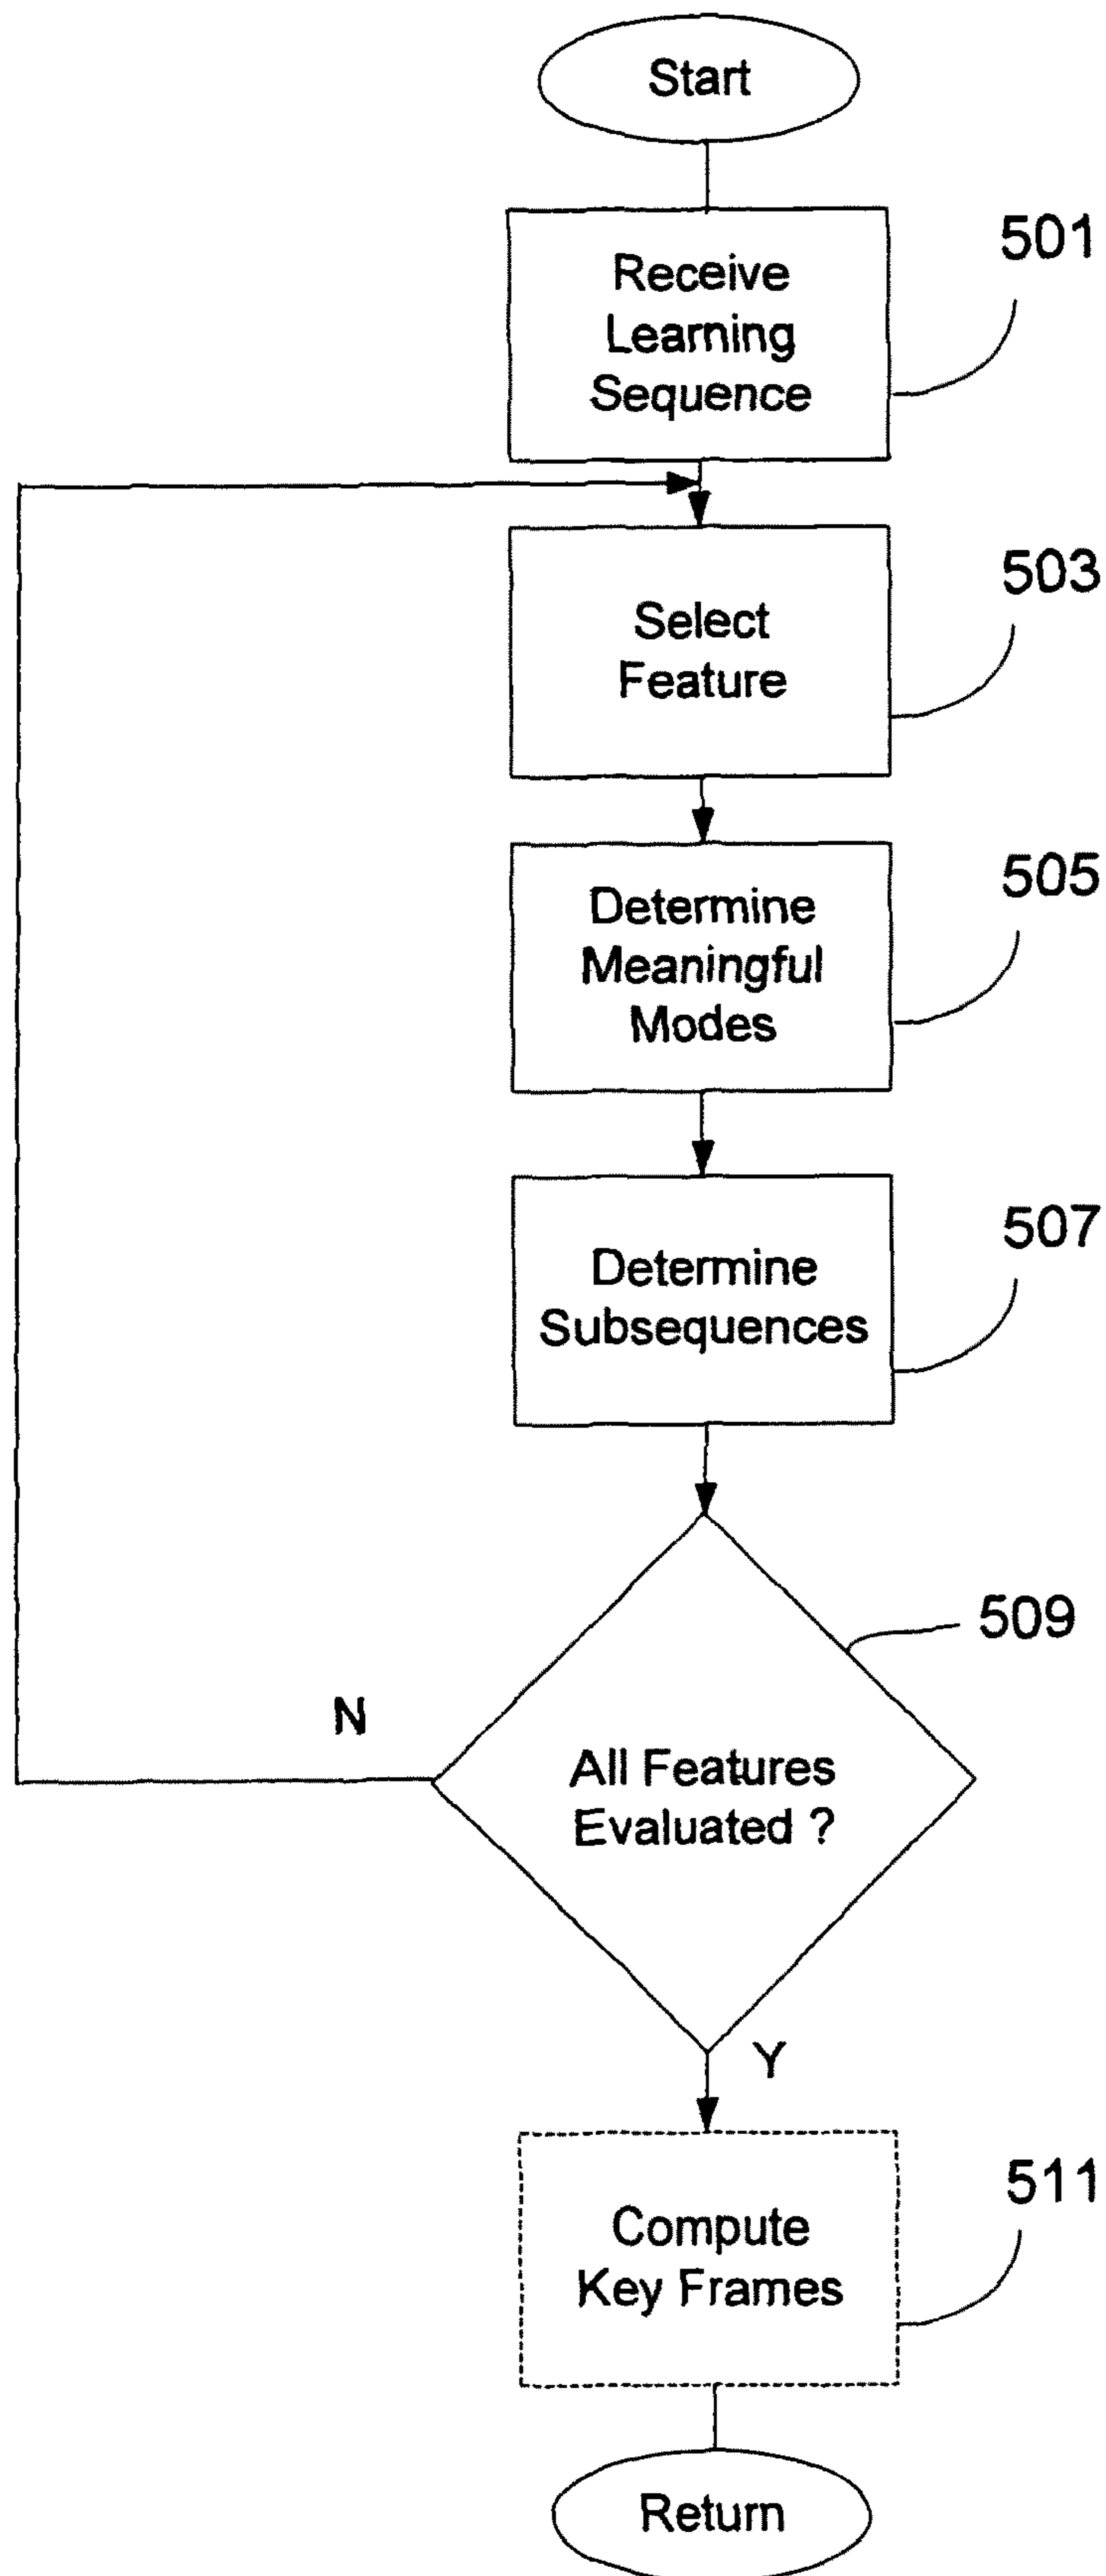 Start
501
Receive
Learning
Sequence
503
Select
Feature
505
Determine
Meaningful
Modes
507
Determine
Subsequences
509
N
All Features
Evaluated ?
Y
511
Compute
Key Frames
Return